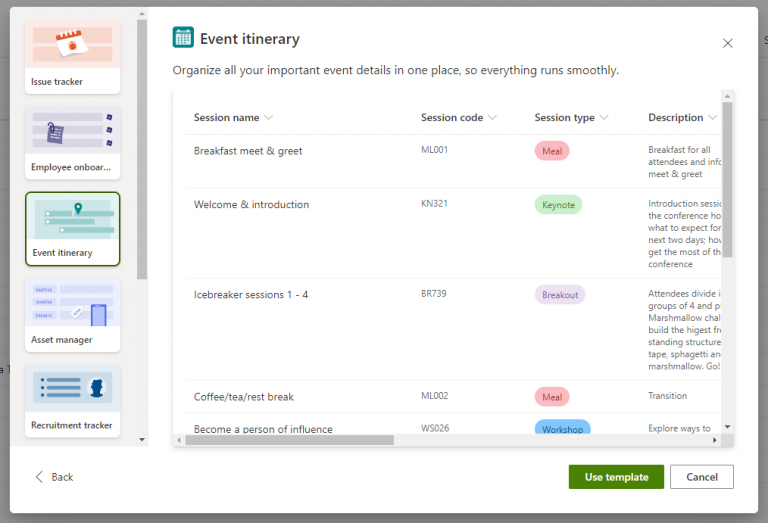 Issue tracker
Employee onboar...
Event itinerary
Asset manager
Recruitment tracker
Event itinerary
Organize all your important event details in one place, so everything runs smoothly.
Session name Session code Session type Description
Breakfast meet & greet ML001 Meal Breakfast for all
attendees and info
meet & greet
Welcome & introduction KN321 Keynote Introduction sessi
the conference ho
what to expect for
next two days; how
get the most of th
conference
Icebreaker sessions 1 - 4 BR739 Breakout Attendees divide i
groups of 4 and p
Marshmallow chal
build the higest fre
standing structure
tape, sphagetti and
marshmallow. Go!
Coffee/tea/rest break ML002 Meal Transition
Become a person of influence WS026 Workshop Explore ways to
Back
Use template
Cancel